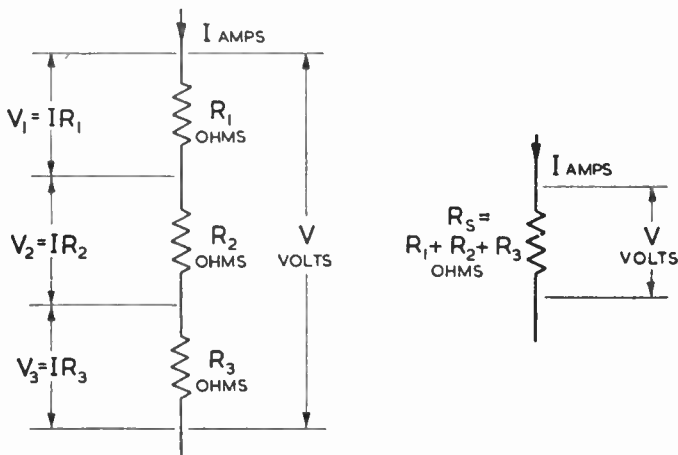 I AMPS
V₁ = IR₁
R₁
OHMS
V₂ = IR₂
R₂
OHMS
V
VOLTS
V₃ = IR₃
R₃
OHMS
I AMPS
Rₛ =
R₁ + R₂ + R₃
OHMS
V
VOLTS